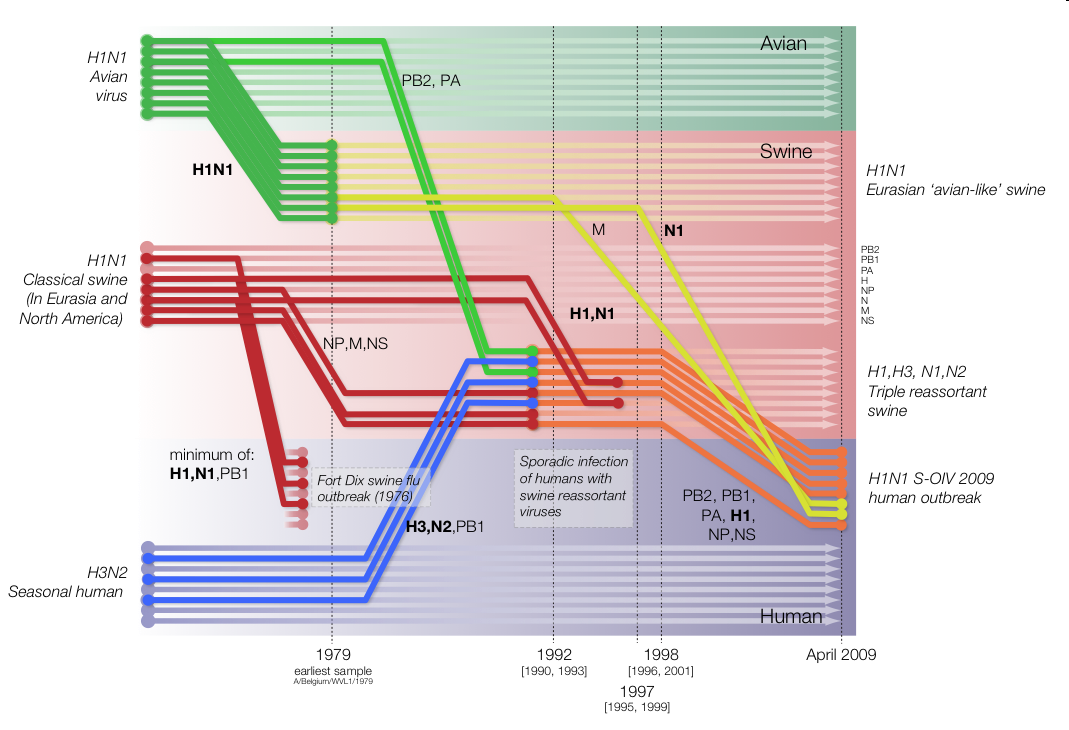 Avian
H1N1
Avian
virus
PB2, PA
Swine
H1N1
H1N1
Eurasian ‘avian-like’ swine
M
N1
H1N1
Classical swine
(In Eurasia and
North America)
PB2
PB1
PA
H
NP
N
M
NS
H1,N1
NP,M,NS
H1,H3, N1,N2
Triple reassortant
swine
minimum of:
H1,N1,PB1
Fort Dix swine flu
outbreak (1976)
Sporadic infection
of humans with
swine reassortant
viruses
H1N1 S-OIV 2009
human outbreak
PB2, PB1,
PA, H1,
NP,NS
H3,N2,PB1
H3N2
Seasonal human
Human
1979
earliest sample
A/Belgium/WVL1/1979
1992
[1990, 1993]
1998
[1996, 2001]
April 2009
1997
[1995, 1999]